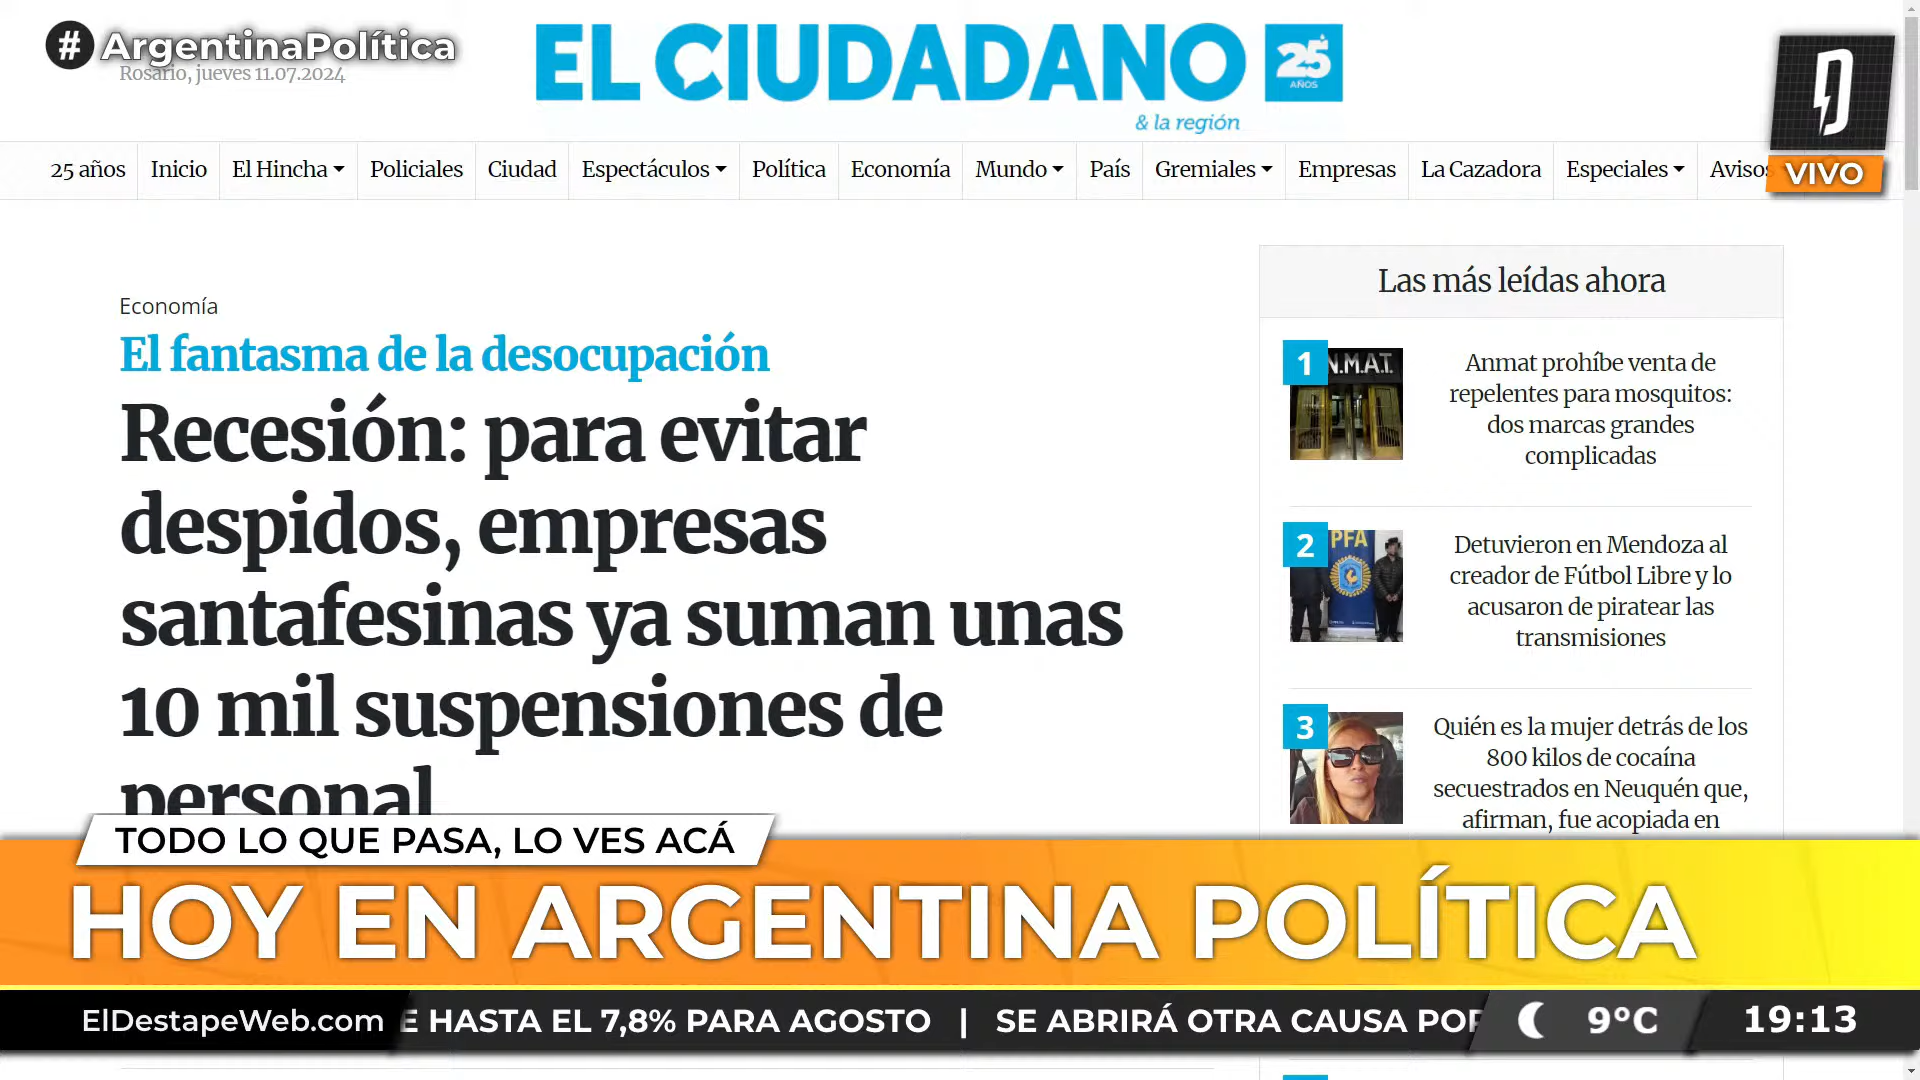 #ArgentinaPolítica
Rosario, jueves 11.07.2024
EL CIUDADANO
25
AÑOS
& la región
VIVO
25 años Inicio El Hincha Policiales Ciudad Espectáculos Política Economía Mundo País Gremiales Empresas La Cazadora Especiales Avisos
Economía
El fantasma de la desocupación
Recesión: para evitar
despidos, empresas
santafesinas ya suman unas
10 mil suspensiones de
personal
Las más leídas ahora
1
N.M.A.T.
Anmat prohíbe venta de
repelentes para mosquitos:
dos marcas grandes
complicadas
2
PFA
Detuvieron en Mendoza al
creador de Fútbol Libre y lo
acusaron de piratear las
transmisiones
3
Quién es la mujer detrás de los
800 kilos de cocaína
secuestrados en Neuquén que,
afirman, fue acopiada en
TODO LO QUE PASA, LO VES ACÁ
HOY EN ARGENTINA POLÍTICA
ElDestapeWeb.com E HASTA EL 7,8% PARA AGOSTO | SE ABRIRÁ OTRA CAUSA POR 9°C 19:13